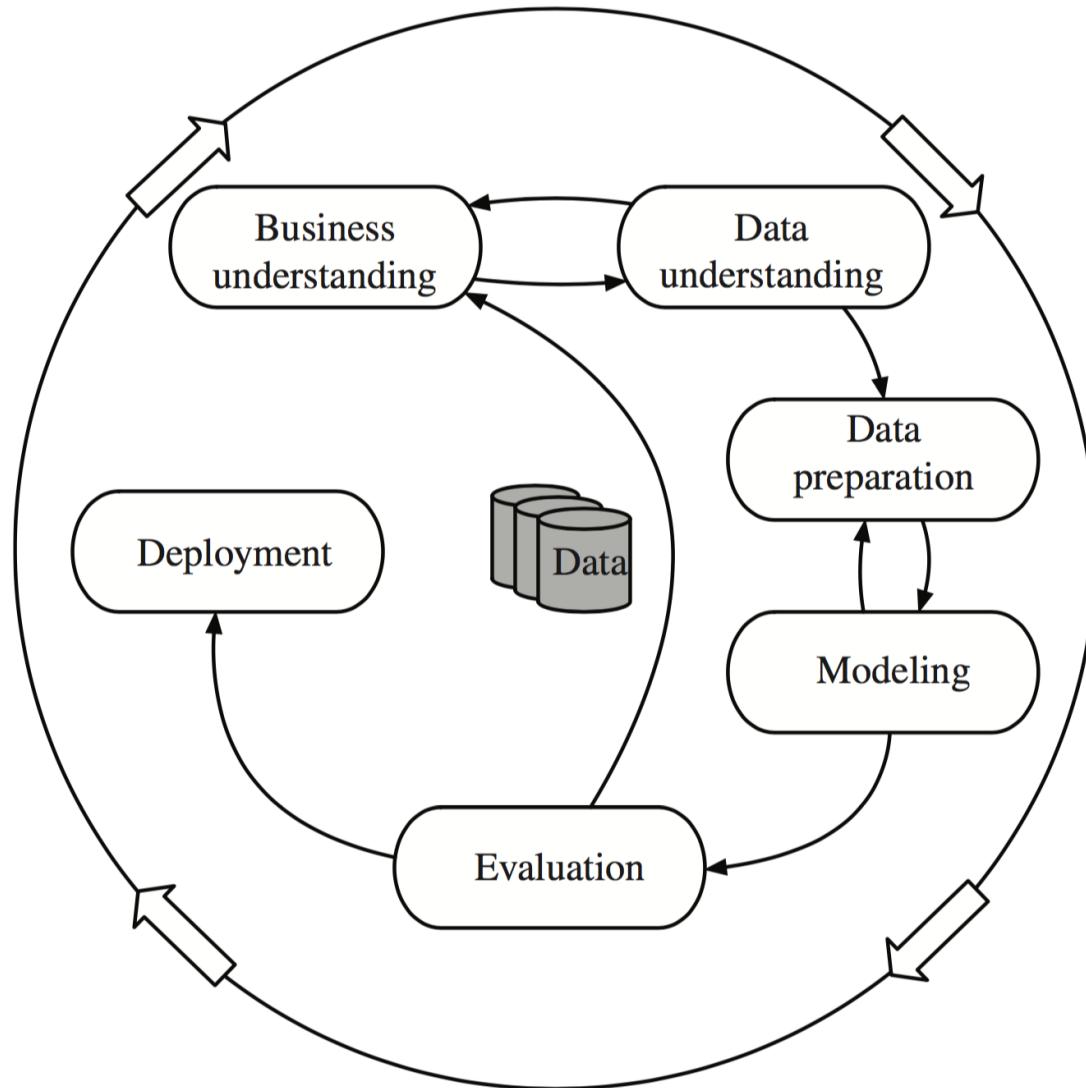 Business
understanding
Data
understanding
Data
preparation
Deployment
Data
Modeling
Evaluation